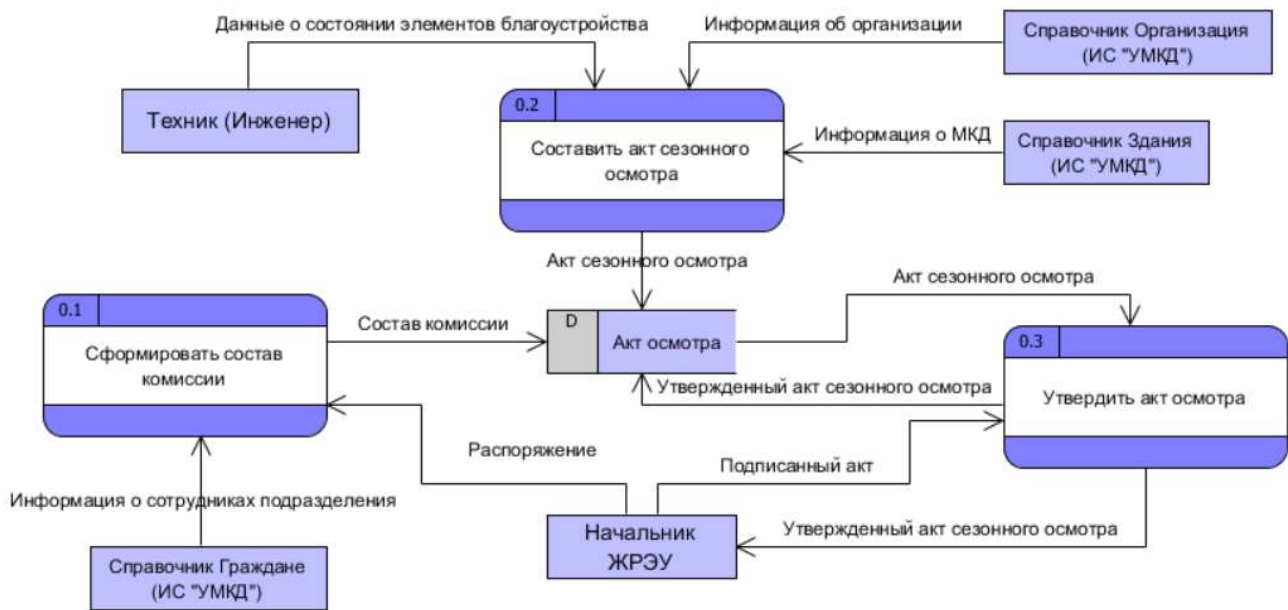 Данные о состоянии элементов благоустройства
Информация об организации
Справочник Организация
(ИС "УМКД")
Техник (Инженер)
0.2
Составить акт сезонного
осмотра
Информация о МКД
Справочник Здания
(ИС "УМКД")
Акт сезонного осмотра
Акт сезонного осмотра
0.1
Сформировать состав
комиссии
Состав комиссии
D
Акт осмотра
0.3
Утвердить акт осмотра
Утвержденный акт сезонного осмотра
Распоряжение
Подписанный акт
Информация о сотрудниках подразделения
Начальник
ЖРЭУ
Утвержденный акт сезонного осмотра
Справочник Граждане
(ИС "УМКД")